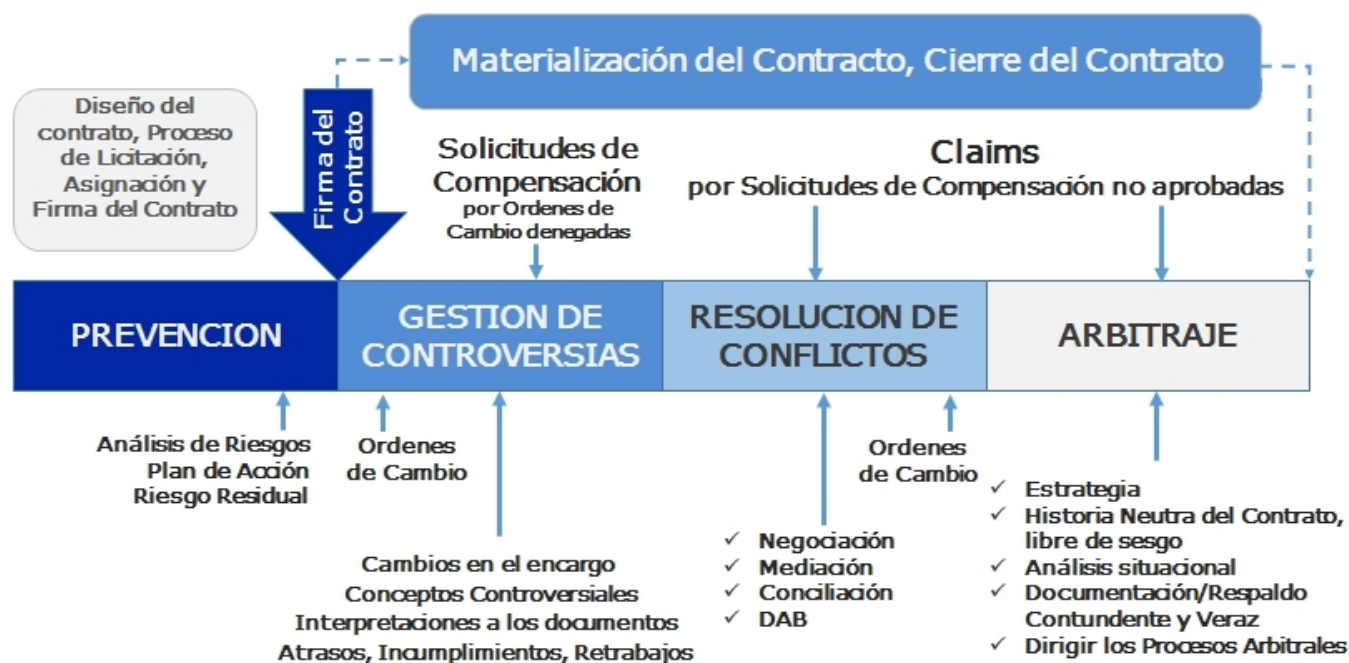 Materialización del Contracto, Cierre del Contrato
Diseño del
contrato, Proceso
de Licitación,
Asignación y
Firma del Contrato
Firma del
Contrato
Solicitudes de
Compensación
por Ordenes de
Cambio denegadas
Claims
por Solicitudes de Compensación no aprobadas
PREVENCION
GESTION DE
CONTROVERSIAS
RESOLUCION DE
CONFLICTOS
ARBITRAJE
Análisis de Riesgos
Plan de Acción
Riesgo Residual
Ordenes
de Cambio
Cambios en el encargo
Conceptos Controversiales
Interpretaciones a los documentos
Atrasos, Incumplimientos, Retrabajos
✓ Negociación
✓ Mediación
✓ Conciliación
✓ DAB
Ordenes
de Cambio
✓ Estrategia
✓ Historia Neutra del Contrato,
libre de sesgo
✓ Análisis situacional
✓ Documentación/Respaldo
Contundente y Veraz
✓ Dirigir los Procesos Arbitrales